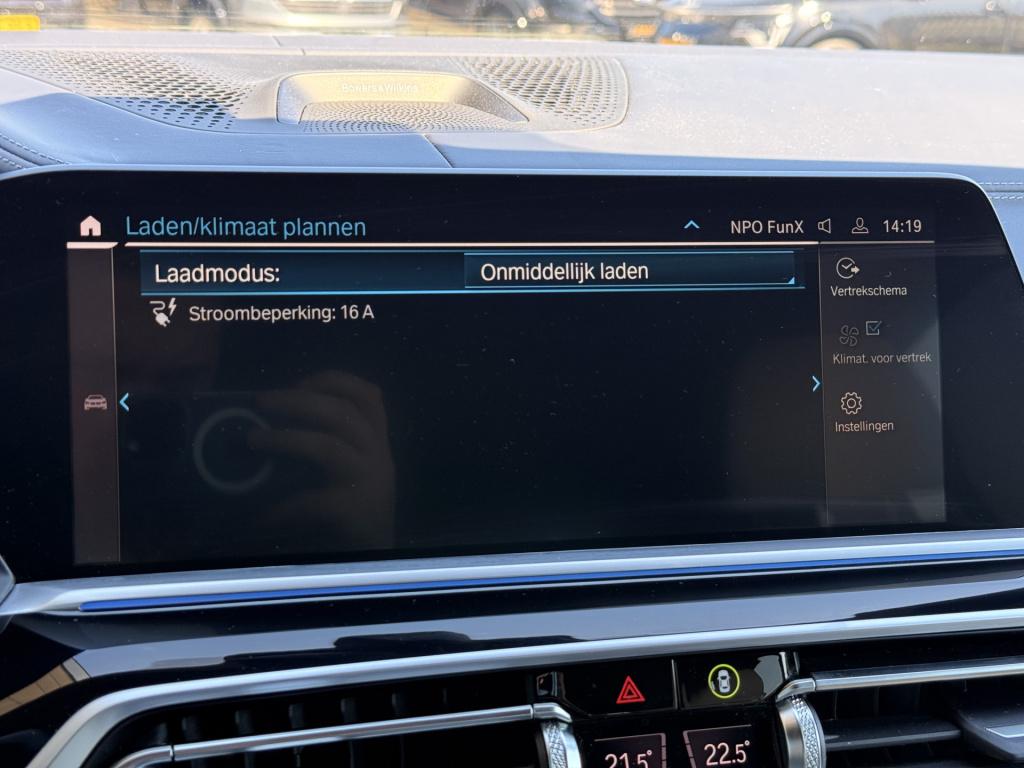 Bowers & Wilkins
Laden/klimaat plannen
NPO FunX
14:19
Laadmodus:
Onmiddellijk laden
Stroombeperking: 16 A
Vertrekschema
Klimat. voor vertrek
Instellingen
21.5°
22.5°